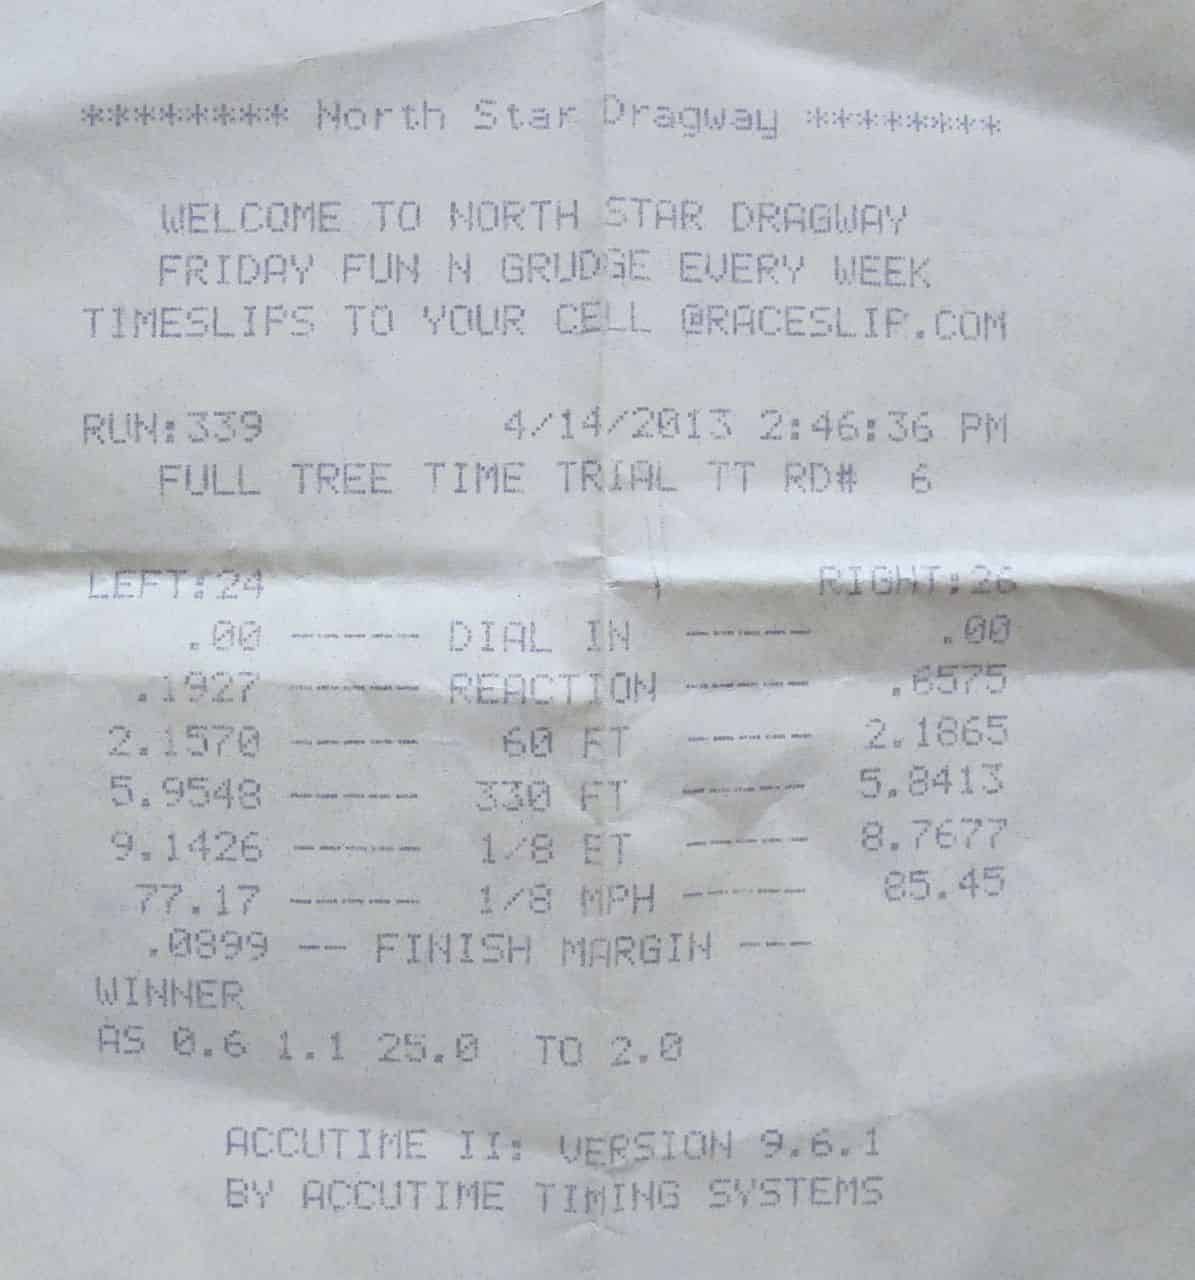 ******** North Star Dragway ********
WELCOME TO NORTH STAR DRAGWAY
FRIDAY FUN N GRUDGE EVERY WEEK
TIMESLIPS TO YOUR CELL @RACESLIP.COM
RUN:339 4/14/2013 2:46:36 PM
FULL TREE TIME TRIAL TT RD# 6
LEFT:24 RIGHT:26
.00 ----- DIAL IN ----- .00
.1927 ----- REACTION ----- .6575
2.1570 ----- 60 FT ----- 2.1865
5.9548 ----- 330 FT ----- 5.8413
9.1426 ----- 1/8 ET ----- 8.7677
77.17 ----- 1/8 MPH ----- 85.45
.0899 -- FINISH MARGIN ---
WINNER
AS 0.6 1.1 25.0 TO 2.0
ACCUTIME II: VERSION 9.6.1
BY ACCUTIME TIMING SYSTEMS